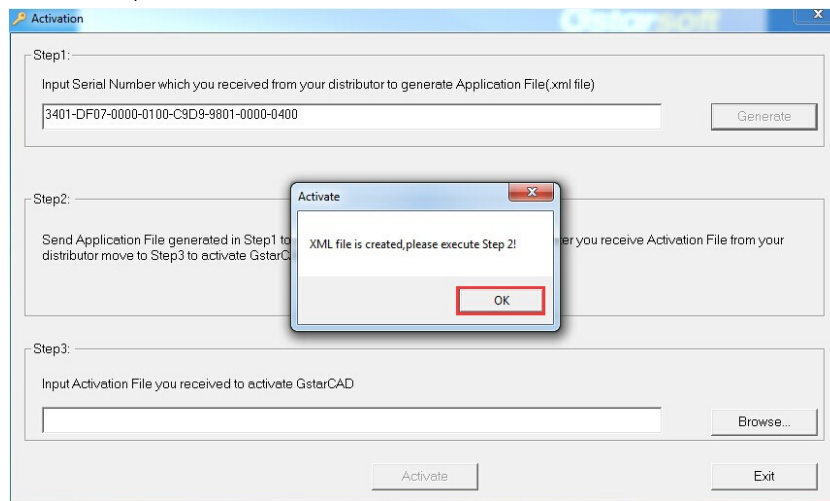 Activation
Gstarsoft
Step1:
Input Serial Number which you received from your distributor to generate Application File(.xml file)
3401-DF07-0000-0100-C9D9-9801-0000-0400
Generate
Step2:
Send Application File generated in Step1 to
er you receive Activation File from your
distributor move to Step3 to activate GstarC
Activate
XML file is created,please execute Step 2!
OK
Step3:
Input Activation File you received to activate GstarCAD
Browse...
Activate
Exit